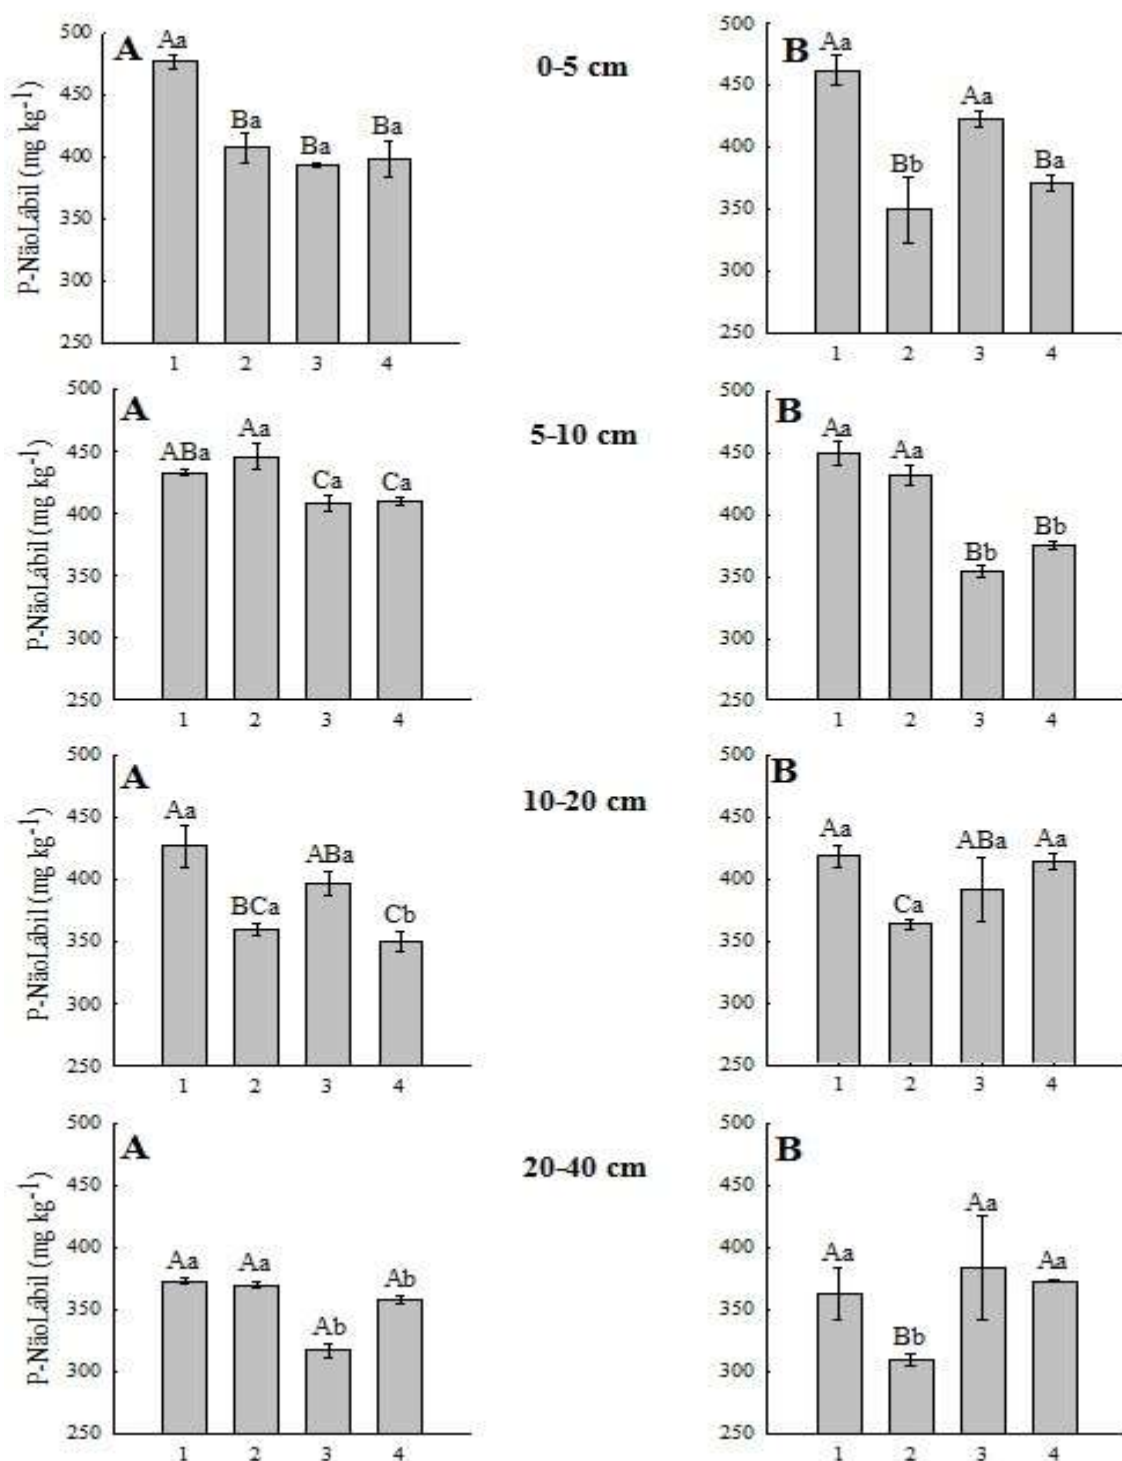 500
450
400
350
300
250
P-NãoLábil (mg kg-1)
A
Aa
Ba
Ba
Ba
1 2 3 4
0-5 cm
500
450
400
350
300
250
B
Aa
Bb
Aa
Ba
1 2 3 4
500
450
400
350
300
250
P-NãoLábil (mg kg-1)
A
ABa
Aa
Ca
Ca
1 2 3 4
5-10 cm
500
450
400
350
300
250
B
Aa
Aa
Bb
Bb
1 2 3 4
500
450
400
350
300
250
P-NãoLábil (mg kg-1)
A
Aa
BCa
ABa
Cb
1 2 3 4
10-20 cm
500
450
400
350
300
250
B
Aa
Ca
ABa
Aa
1 2 3 4
500
450
400
350
300
250
P-NãoLábil (mg kg-1)
A
Aa
Aa
Ab
Ab
1 2 3 4
20-40 cm
500
450
400
350
300
250
B
Aa
Bb
Aa
Aa
1 2 3 4